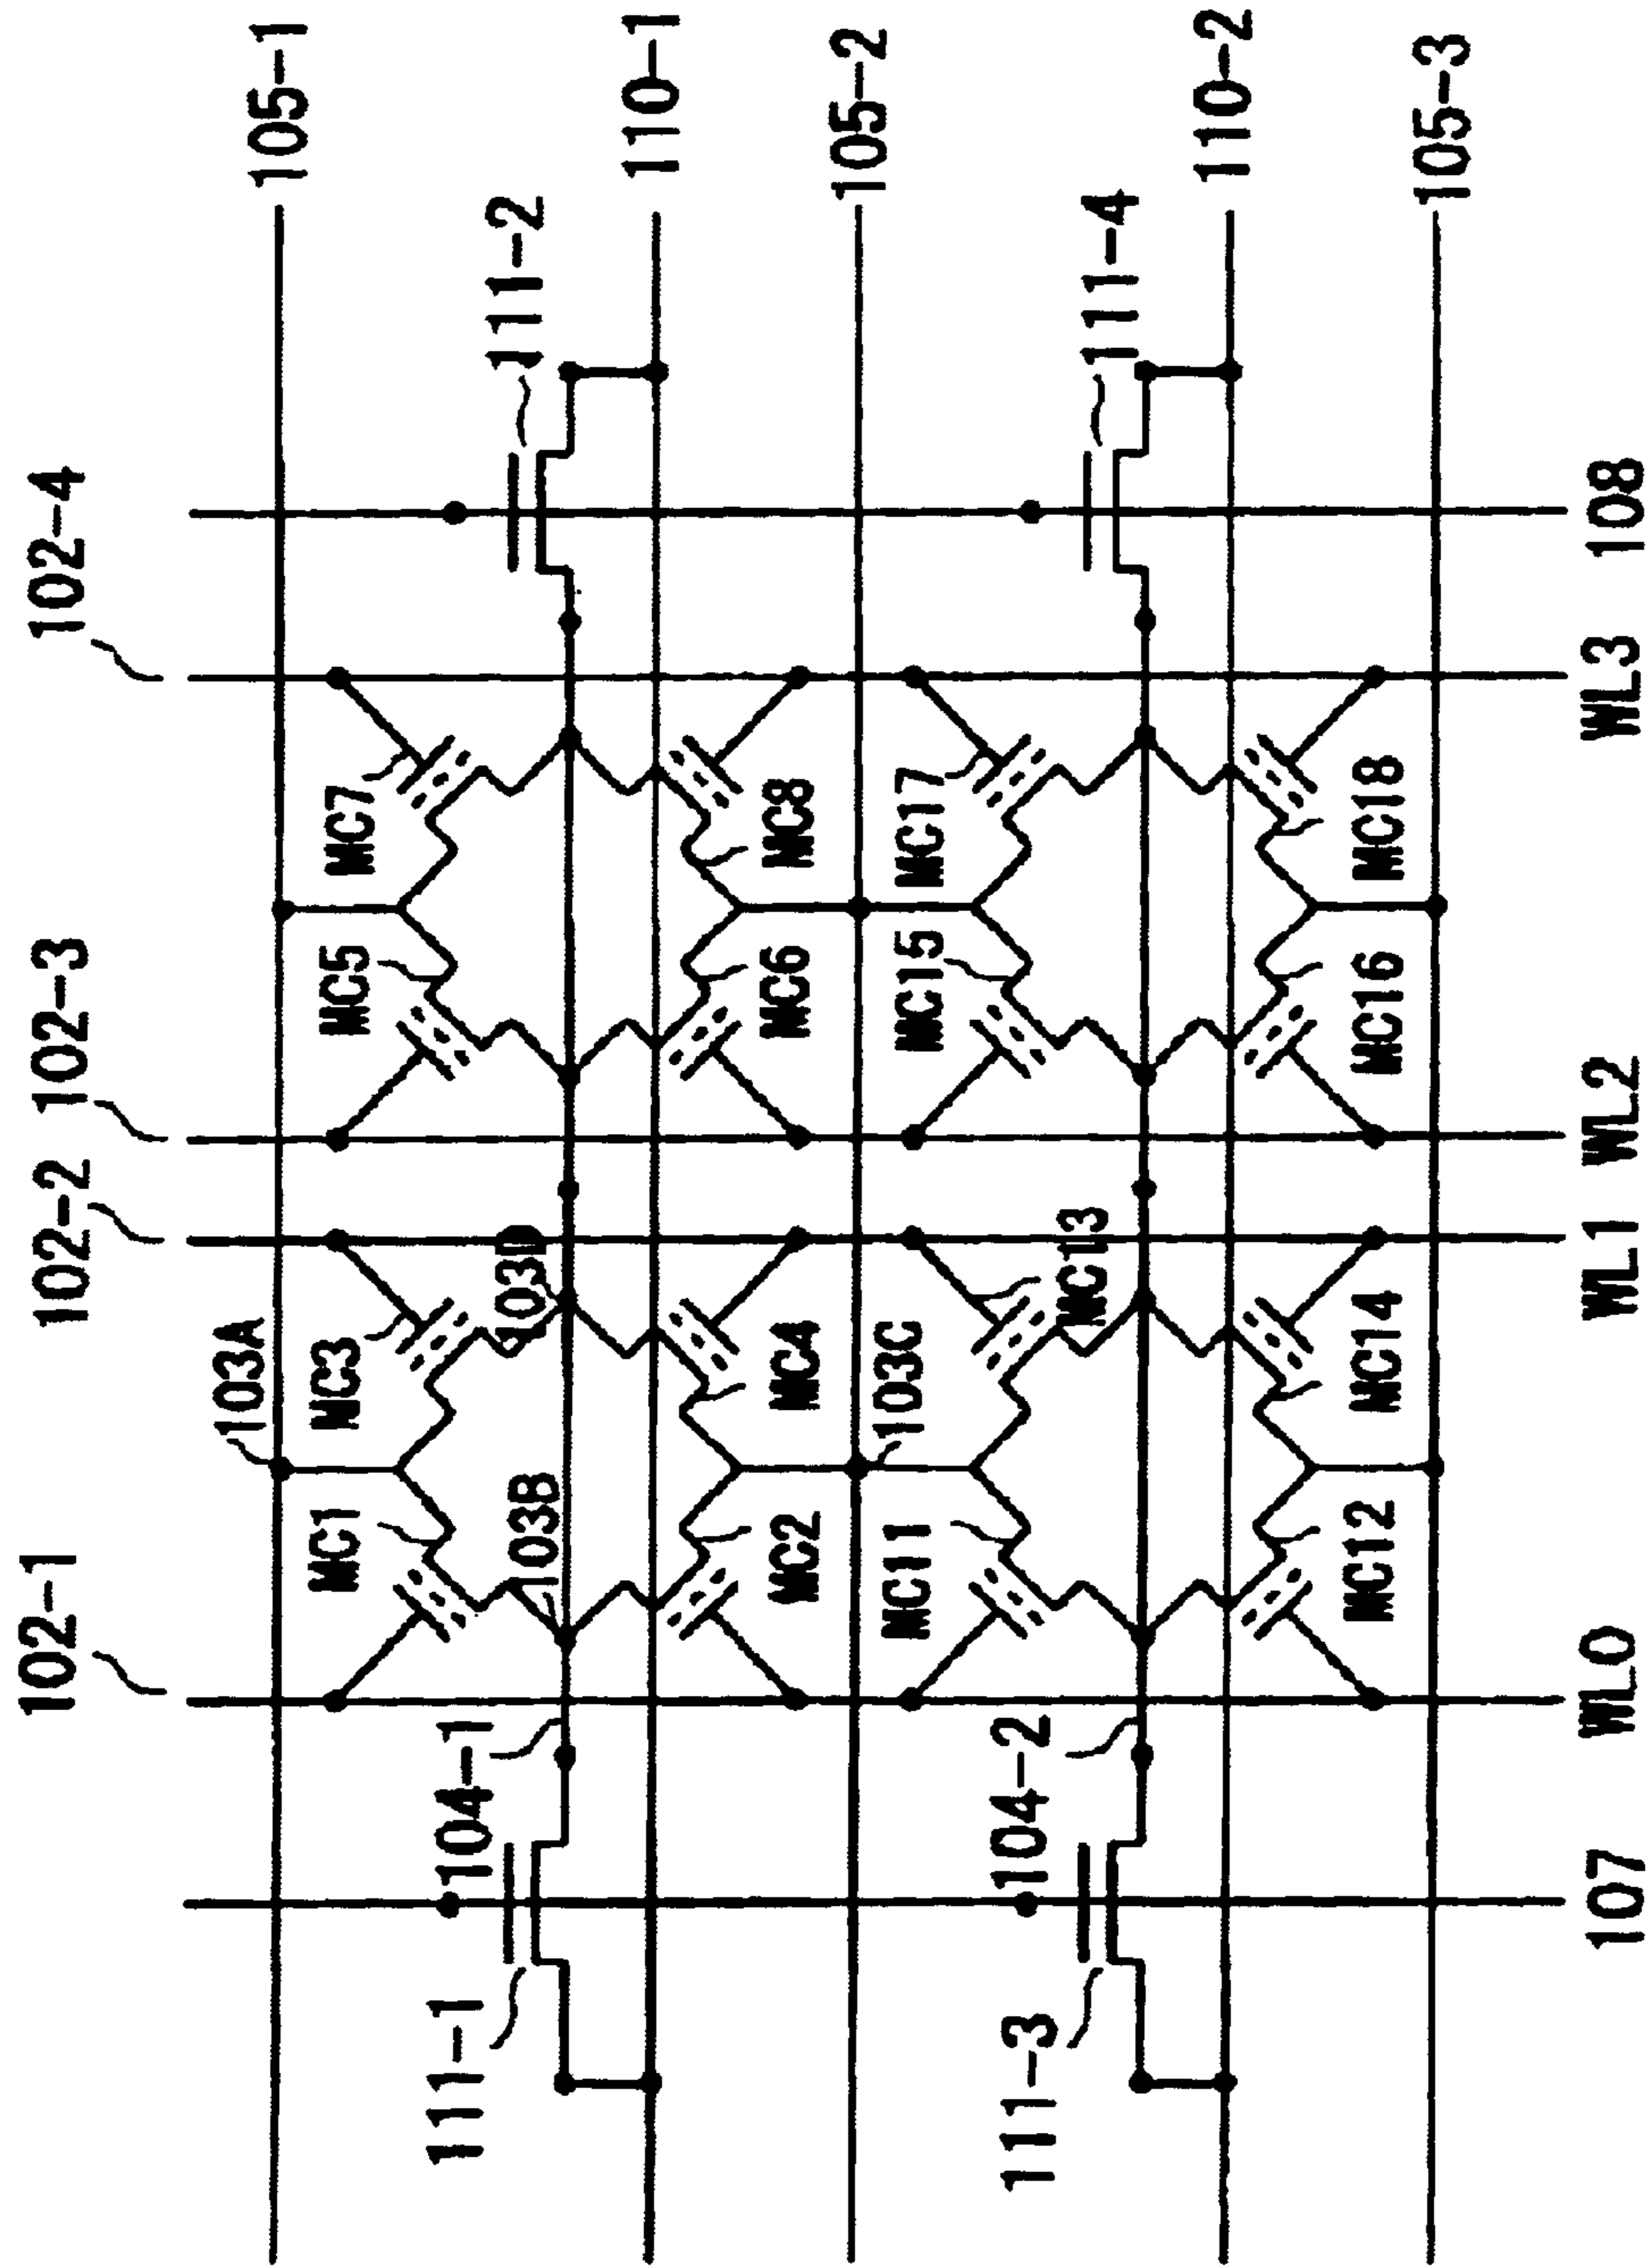 102-1
102-2
102-3
102-4
105-1
110-1
105-2
110-2
105-3
111-1
104-1
111-2
111-3
104-2
111-4
103A
103B
103C
103D
MC1
MC3
MC5
MC7
MC2
MC4
MC6
MC8
MC11
MC13
MC15
MC17
MC12
MC14
MC16
MC18
107
WL0
WL1
WL2
WL3
108